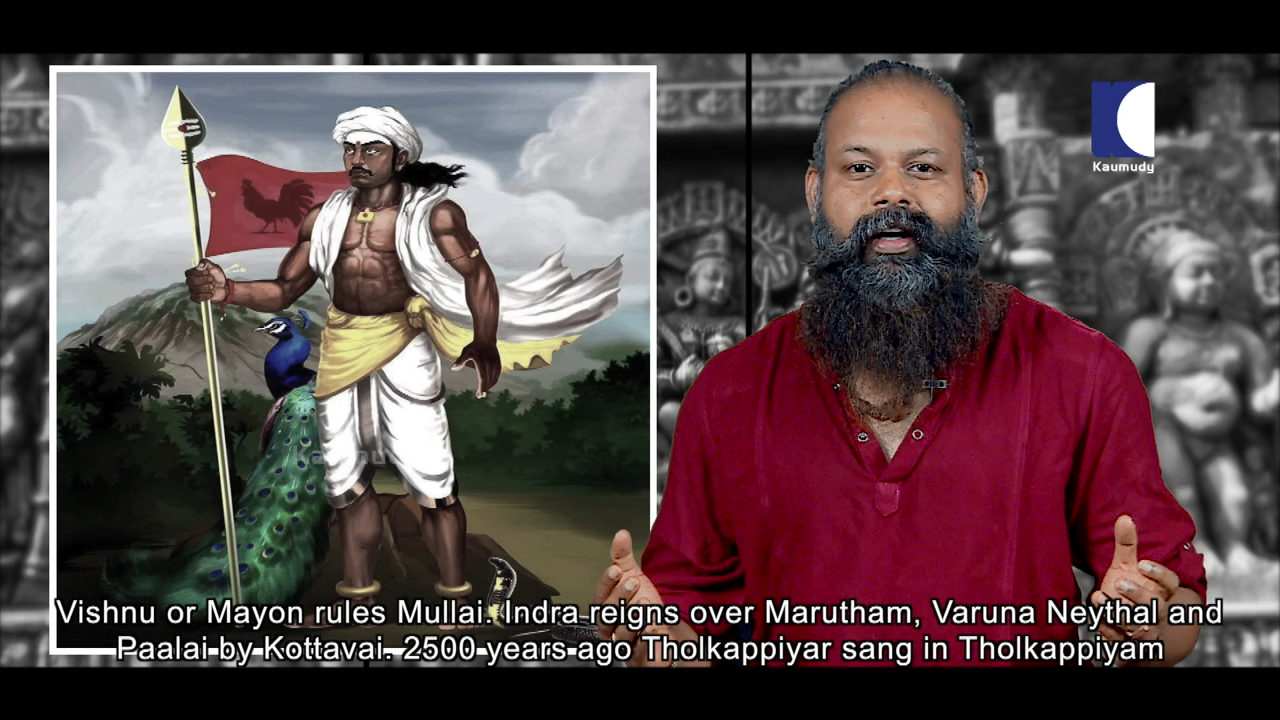 Kaumudy
Vishnu or Mayon rules Mullai. Indra reigns over Marutham, Varuna Neythal and
Paalai by Kottavai. 2500 years ago Tholkappiyar sang in Tholkappiyam